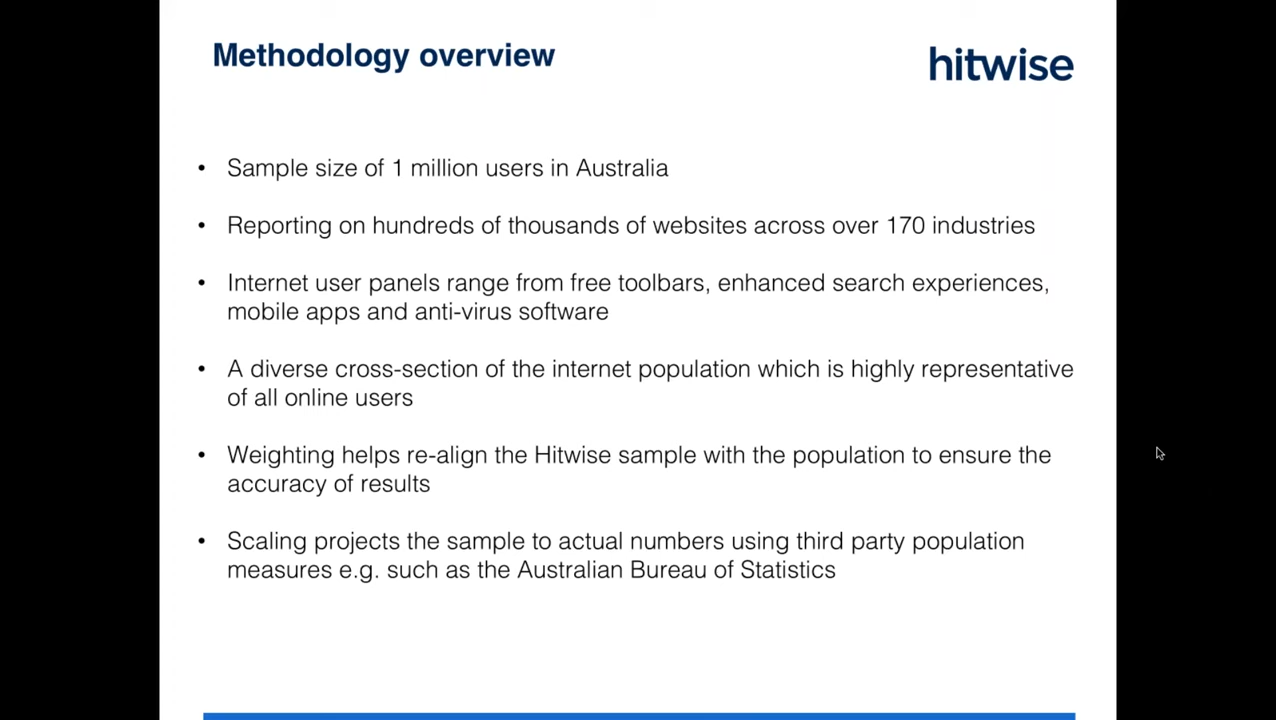 Methodology overview
hitwise
• Sample size of 1 million users in Australia
• Reporting on hundreds of thousands of websites across over 170 industries
• Internet user panels range from free toolbars, enhanced search experiences,
mobile apps and anti-virus software
• A diverse cross-section of the internet population which is highly representative
of all online users
• Weighting helps re-align the Hitwise sample with the population to ensure the
accuracy of results
• Scaling projects the sample to actual numbers using third party population
measures e.g. such as the Australian Bureau of Statistics